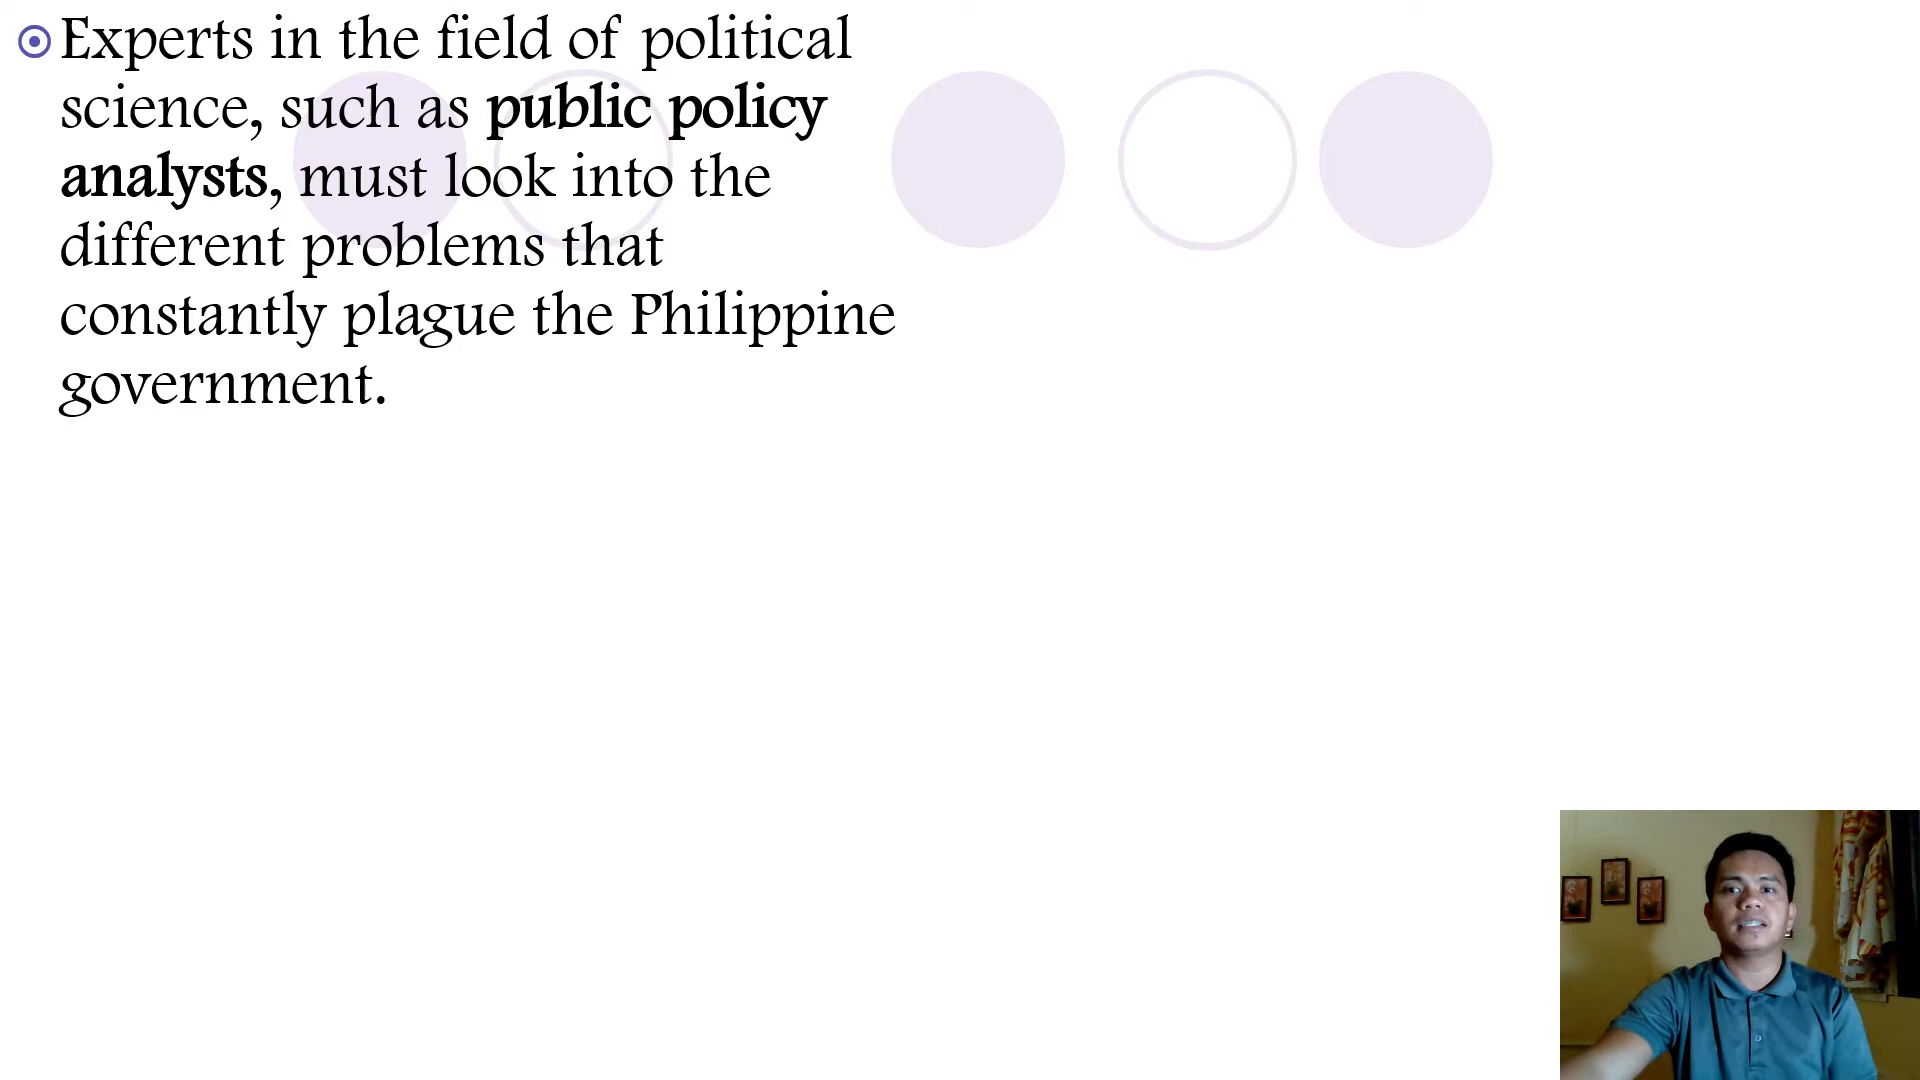 Experts in the field of political
science, such as public policy
analysts, must look into the
different problems that
constantly plague the Philippine
government.